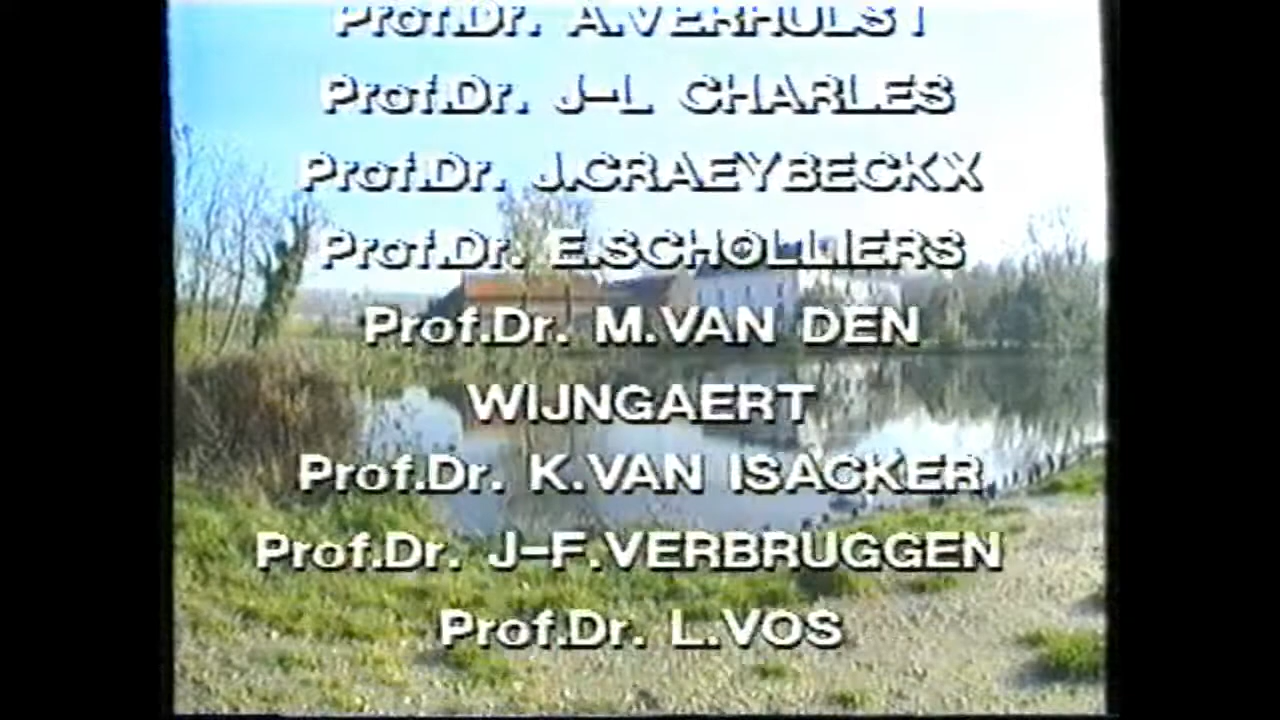 Prof.Dr. A.VERHULST
Prof.Dr. J-L CHARLES
Prof.Dr. J.CRAEYBECKX
Prof.Dr. E.SCHOLLIERS
Prof.Dr. M.VAN DEN
WIJNGAERT
Prof.Dr. K.VAN ISACKER
Prof.Dr. J-F.VERBRUGGEN
Prof.Dr. L.VOS